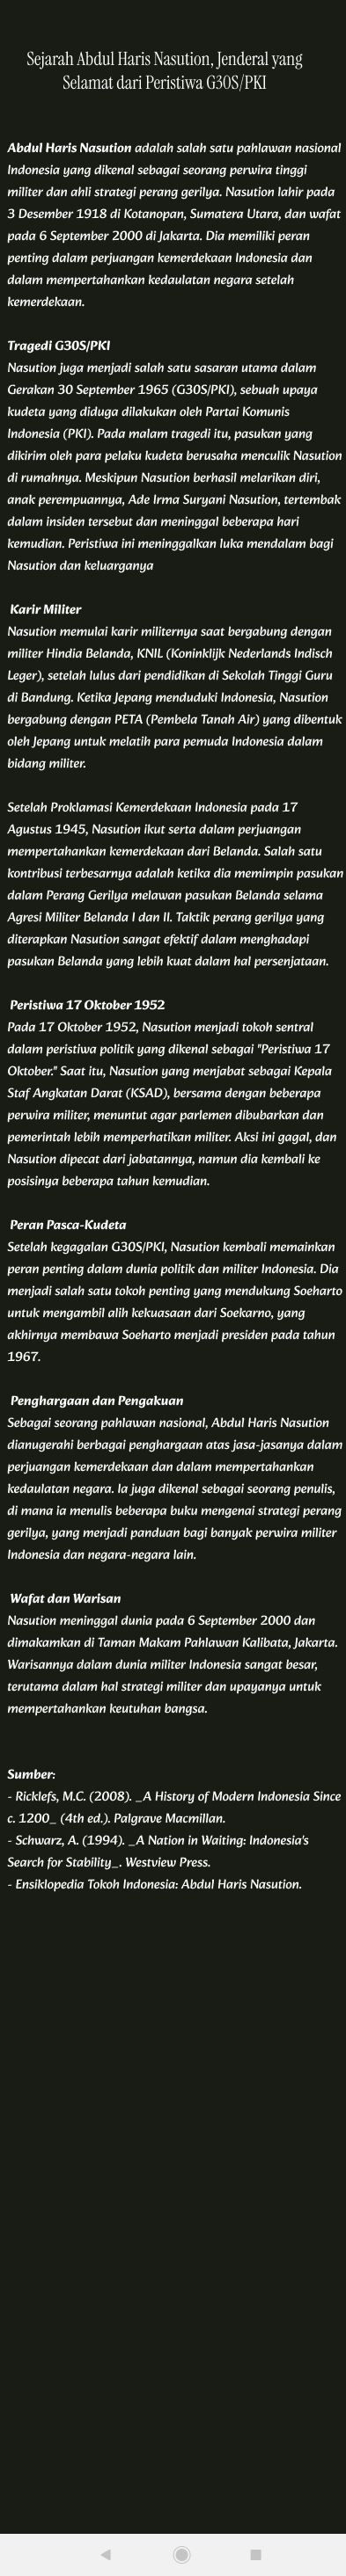 Sejarah Abdul Haris Nasution, Jenderal yang
Selamat dari Peristiwa G30S/PKI
Abdul Haris Nasution adalah salah satu pahlawan nasional
Indonesia yang dikenal sebagai seorang perwira tinggi
militer dan ahli strategi perang gerilya. Nasution lahir pada
3 Desember 1918 di Kotanopan, Sumatera Utara, dan wafat
pada 6 September 2000 di Jakarta. Dia memiliki peran
penting dalam perjuangan kemerdekaan Indonesia dan
dalam mempertahankan kedaulatan negara setelah
kemerdekaan.
Tragedi G30S/PKI
Nasution juga menjadi salah satu sasaran utama dalam
Gerakan 30 September 1965 (G30S/PKI), sebuah upaya
kudeta yang diduga dilakukan oleh Partai Komunis
Indonesia (PKI). Pada malam tragedi itu, pasukan yang
dikirim oleh para pelaku kudeta berusaha menculik Nasution
di rumahnya. Meskipun Nasution berhasil melarikan diri,
anak perempuannya, Ade Irma Suryani Nasution, tertembak
dalam insiden tersebut dan meninggal beberapa hari
kemudian. Peristiwa ini meninggalkan luka mendalam bagi
Nasution dan keluarganya
Karir Militer
Nasution memulai karir militernya saat bergabung dengan
militer Hindia Belanda, KNIL (Koninklijk Nederlands Indisch
Leger), setelah lulus dari pendidikan di Sekolah Tinggi Guru
di Bandung. Ketika Jepang menduduki Indonesia, Nasution
bergabung dengan PETA (Pembela Tanah Air) yang dibentuk
oleh Jepang untuk melatih para pemuda Indonesia dalam
bidang militer.
Setelah Proklamasi Kemerdekaan Indonesia pada 17
Agustus 1945, Nasution ikut serta dalam perjuangan
mempertahankan kemerdekaan dari Belanda. Salah satu
kontribusi terbesarnya adalah ketika dia memimpin pasukan
dalam Perang Gerilya melawan pasukan Belanda selama
Agresi Militer Belanda I dan II. Taktik perang gerilya yang
diterapkan Nasution sangat efektif dalam menghadapi
pasukan Belanda yang lebih kuat dalam hal persenjataan.
Peristiwa 17 Oktober 1952
Pada 17 Oktober 1952, Nasution menjadi tokoh sentral
dalam peristiwa politik yang dikenal sebagai "Peristiwa 17
Oktober." Saat itu, Nasution yang menjabat sebagai Kepala
Staf Angkatan Darat (KSAD), bersama dengan beberapa
perwira militer, menuntut agar parlemen dibubarkan dan
pemerintah lebih memperhatikan militer. Aksi ini gagal, dan
Nasution dipecat dari jabatannya, namun dia kembali ke
posisinya beberapa tahun kemudian.
Peran Pasca-Kudeta
Setelah kegagalan G30S/PKI, Nasution kembali memainkan
peran penting dalam dunia politik dan militer Indonesia. Dia
menjadi salah satu tokoh penting yang mendukung Soeharto
untuk mengambil alih kekuasaan dari Soekarno, yang
akhirnya membawa Soeharto menjadi presiden pada tahun
1967.
Penghargaan dan Pengakuan
Sebagai seorang pahlawan nasional, Abdul Haris Nasution
dianugerahi berbagai penghargaan atas jasa-jasanya dalam
perjuangan kemerdekaan dan dalam mempertahankan
kedaulatan negara. Ia juga dikenal sebagai seorang penulis,
di mana ia menulis beberapa buku mengenai strategi perang
gerilya, yang menjadi panduan bagi banyak perwira militer
Indonesia dan negara-negara lain.
Wafat dan Warisan
Nasution meninggal dunia pada 6 September 2000 dan
dimakamkan di Taman Makam Pahlawan Kalibata, Jakarta.
Warisannya dalam dunia militer Indonesia sangat besar,
terutama dalam hal strategi militer dan upayanya untuk
mempertahankan keutuhan bangsa.
Sumber:
- Ricklefs, M.C. (2008). _A History of Modern Indonesia Since
c. 1200_ (4th ed.). Palgrave Macmillan.
- Schwarz, A. (1994). _A Nation in Waiting: Indonesia's
Search for Stability_. Westview Press.
- Ensiklopedia Tokoh Indonesia: Abdul Haris Nasution.